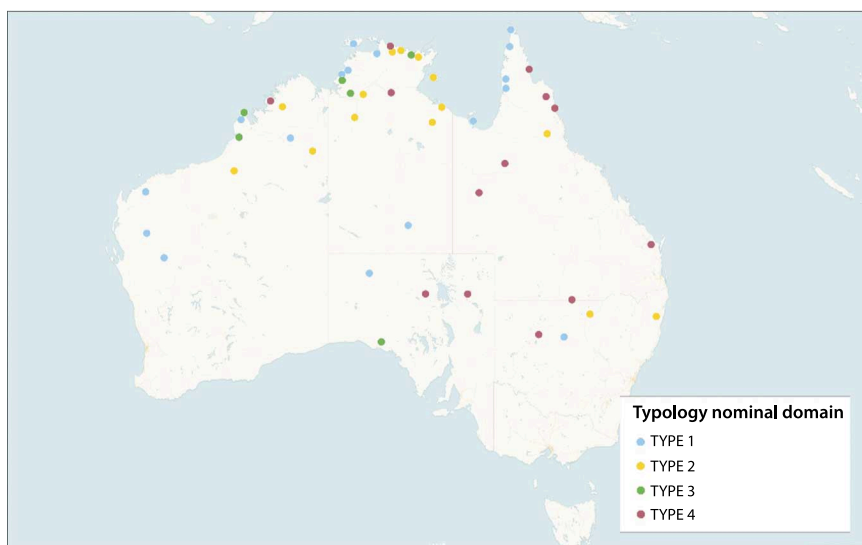 Typology nominal domain
TYPE 1
TYPE 2
TYPE 3
TYPE 4